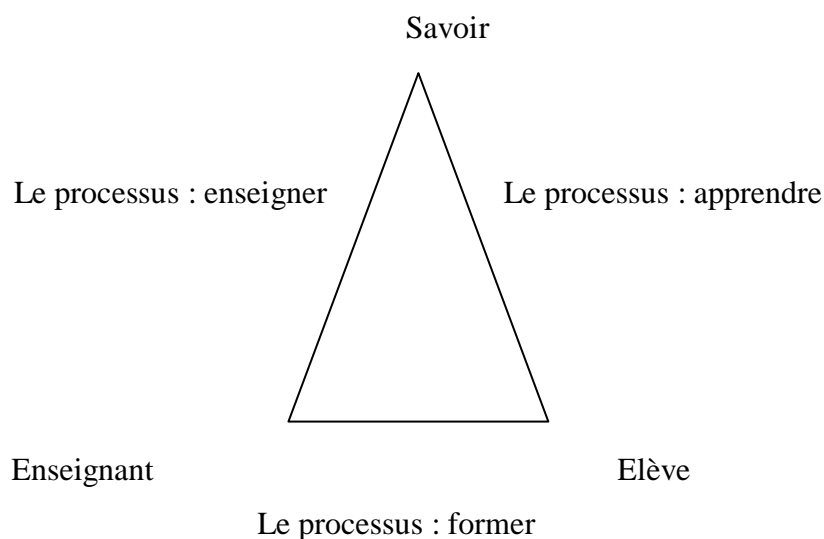 Savoir
Le processus : enseigner
Le processus : apprendre
Enseignant
Elève
Le processus : former